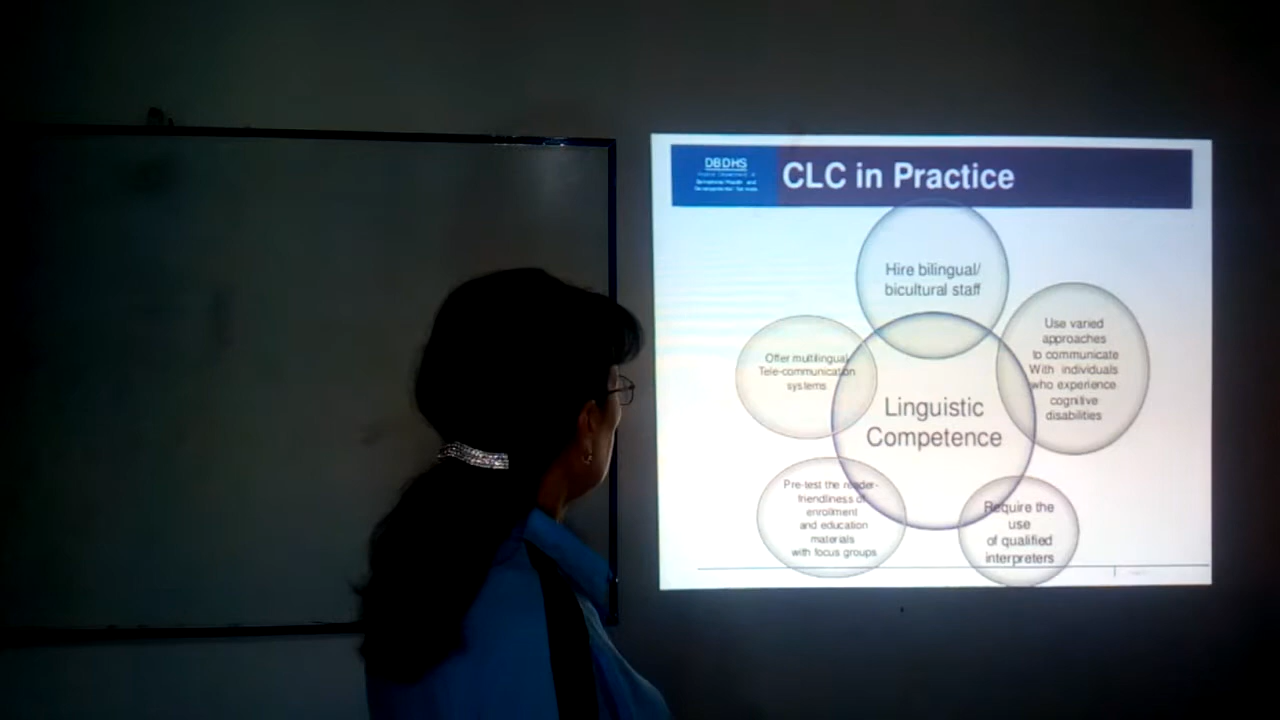 DBDHS
CLC in Practice
Hire bilingual/
bicultural staff
Use varied
approaches
to communicate
With individuals
who experience
cognitive
disabilities
Offer multilingual
Tele-communication
systems
Linguistic
Competence
Pre-test the reader-
friendliness of
enrollment
and education
materials
with focus groups
Require the
use
of qualified
interpreters